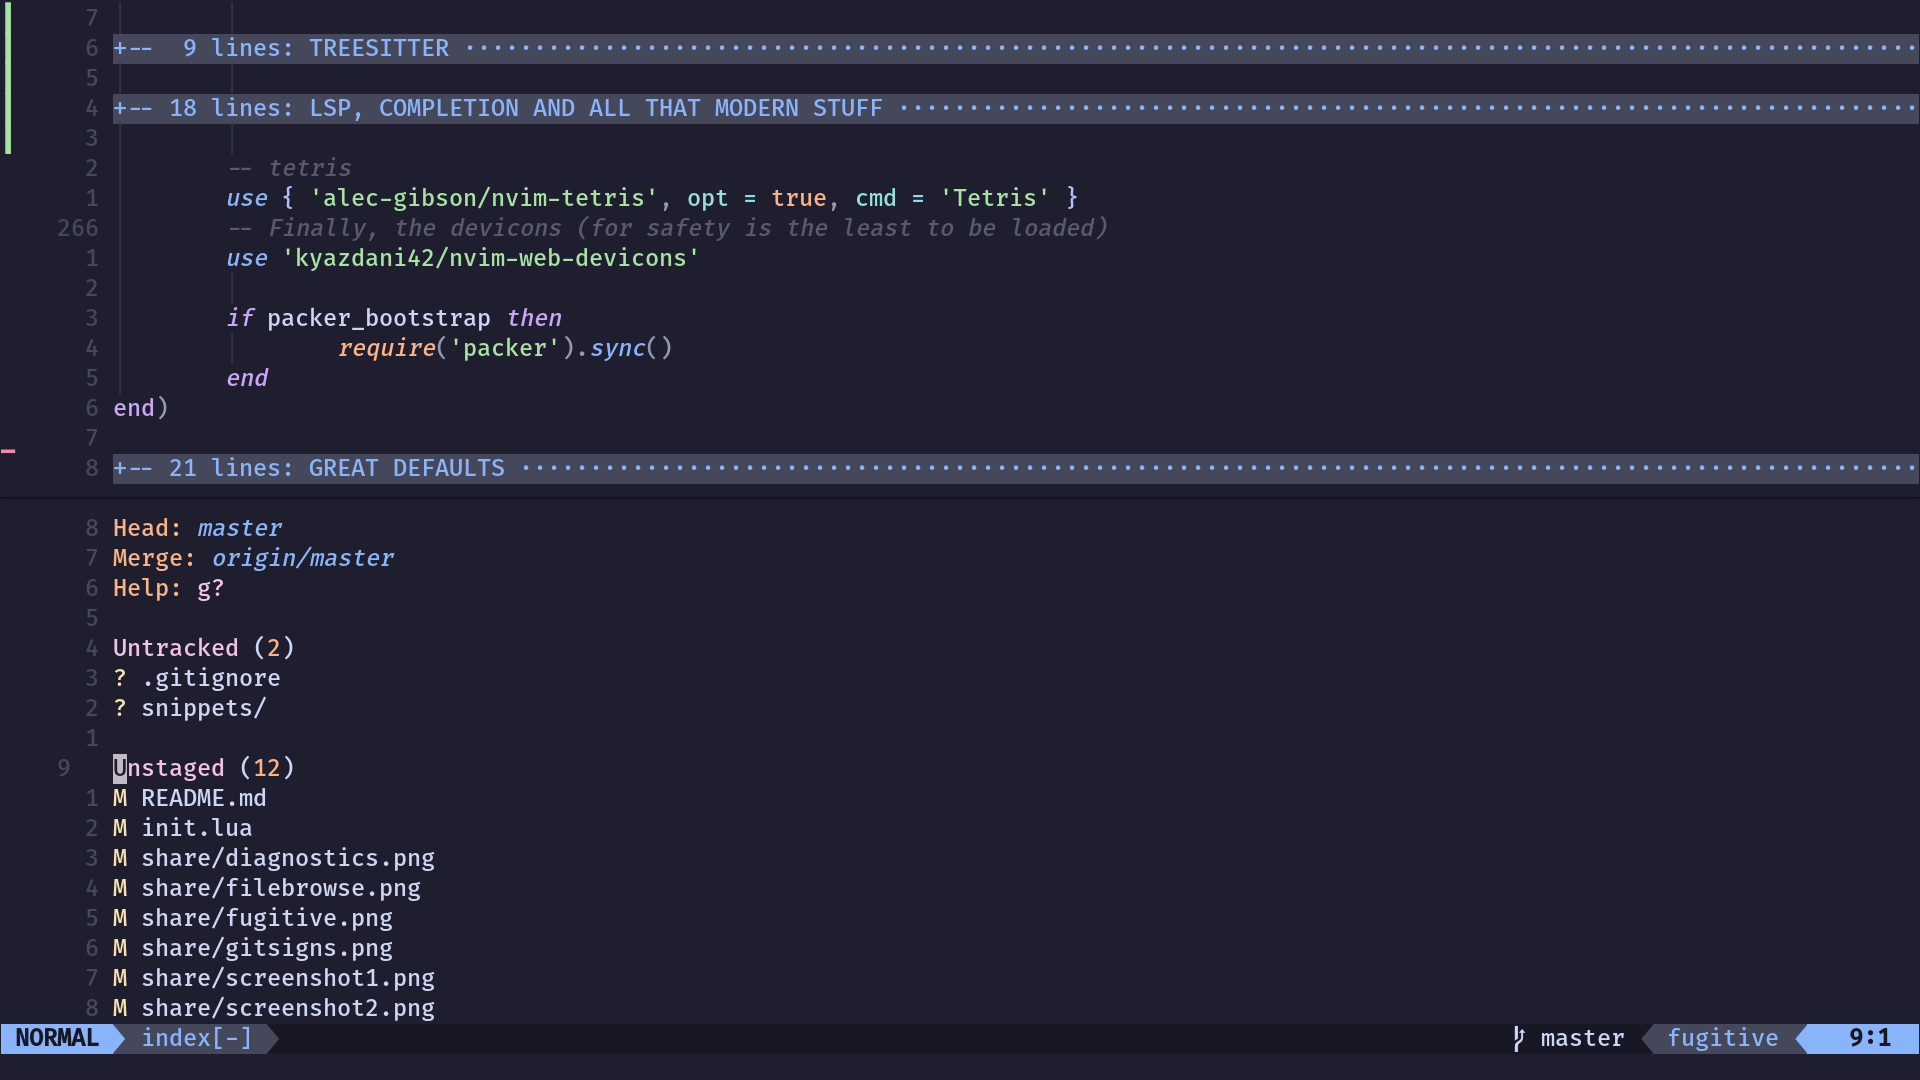 7
6 +--  9 lines: TREESITTER ········································································································
5
4 +-- 18 lines: LSP, COMPLETION AND ALL THAT MODERN STUFF ·········································································
3
2 -- tetris
1 use { 'alec-gibson/nvim-tetris', opt = true, cmd = 'Tetris' }
266 -- Finally, the devicons (for safety is the least to be loaded)
1 use 'kyazdani42/nvim-web-devicons'
2
3 if packer_bootstrap then
4 require('packer').sync()
5 end
6 end)
7
8 +-- 21 lines: GREAT DEFAULTS ····································································································
8 Head: master
7 Merge: origin/master
6 Help: g?
5
4 Untracked (2)
3 ? .gitignore
2 ? snippets/
1
9 Unstaged (12)
1 M README.md
2 M init.lua
3 M share/diagnostics.png
4 M share/filebrowse.png
5 M share/fugitive.png
6 M share/gitsigns.png
7 M share/screenshot1.png
8 M share/screenshot2.png
NORMAL index[-] master fugitive 9:1